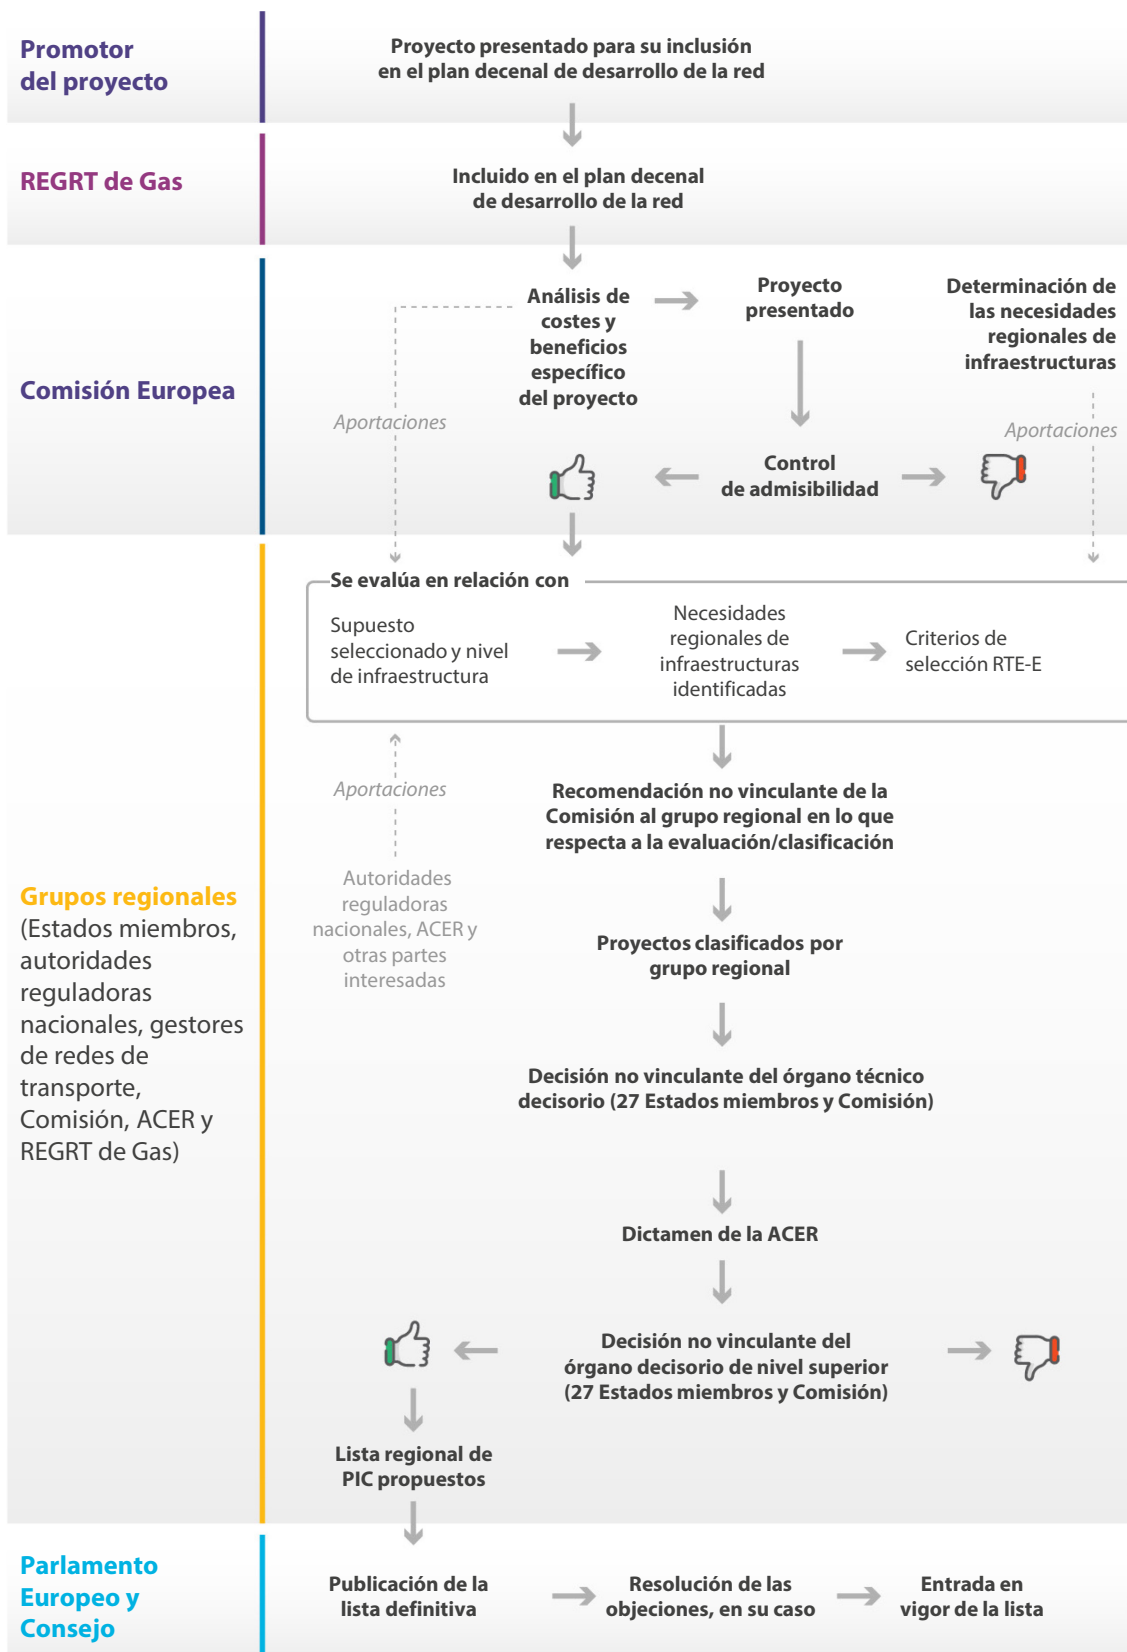 Promotor
del proyecto
Proyecto presentado para su inclusión
en el plan decenal de desarrollo de la red
REGRT de Gas
Incluido en el plan decenal
de desarrollo de la red
Comisión Europea
Análisis de
costes y
beneficios
específico
del proyecto
Proyecto
presentado
Determinación de
las necesidades
regionales de
infraestructuras
Aportaciones
Aportaciones
Control
de admisibilidad
Grupos regionales
(Estados miembros,
autoridades
reguladoras
nacionales, gestores
de redes de
transporte,
Comisión, ACER y
REGRT de Gas)
Se evalúa en relación con
Supuesto
seleccionado y nivel
de infraestructura
Necesidades
regionales de
infraestructuras
identificadas
Criterios de
selección RTE-E
Aportaciones
Autoridades
reguladoras
nacionales, ACER y
otras partes
interesadas
Recomendación no vinculante de la
Comisión al grupo regional en lo que
respecta a la evaluación/clasificación
Proyectos clasificados por
grupo regional
Decisión no vinculante del órgano técnico
decisorio (27 Estados miembros y Comisión)
Dictamen de la ACER
Decisión no vinculante del
órgano decisorio de nivel superior
(27 Estados miembros y Comisión)
Lista regional de
PIC propuestos
Parlamento
Europeo y
Consejo
Publicación de la
lista definitiva
Resolución de las
objeciones, en su caso
Entrada en
vigor de la lista